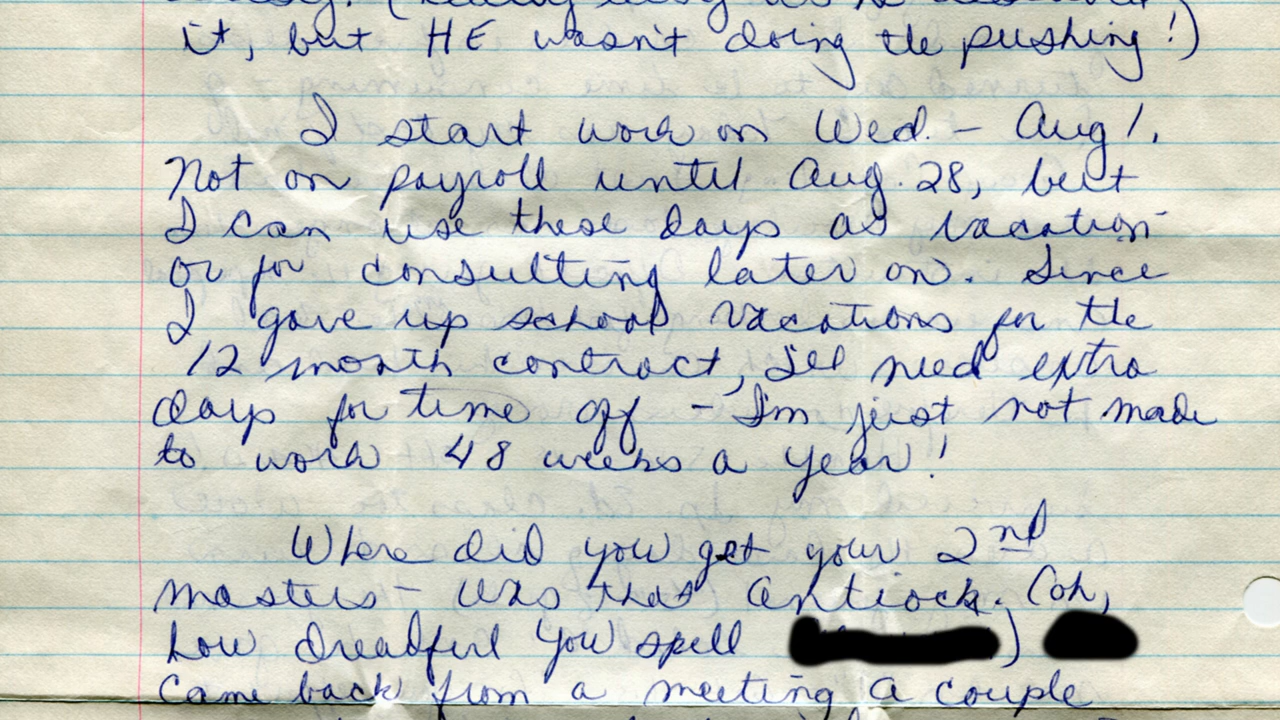 it, but HE wasn't doing the pushing!)
I start work on Wed. - Aug 1.
Not on payroll until Aug. 28, but
I can use these days as vacation
or for consulting later on. Since
I gave up school vacations for the
12 month contract, I'll need extra
days for time off - I'm just not made
to work 48 weeks a year!
Where did you get your 2nd
masters - was that Antioch. (oh,
how dreadful you spell )
came back from a meeting a couple